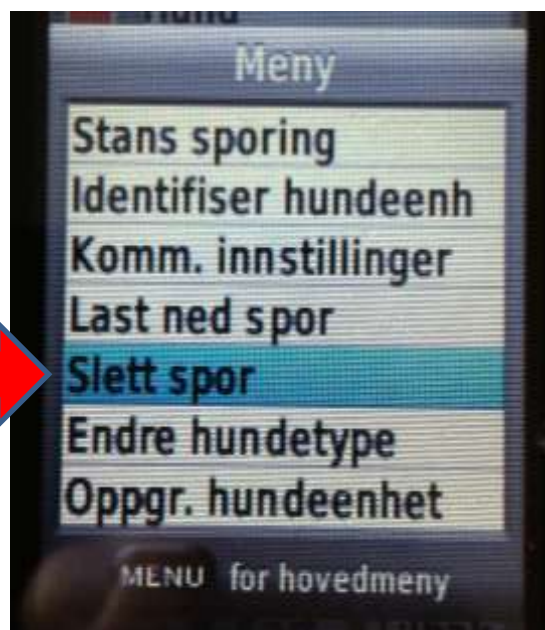 Hund
Meny
Stans sporing
Identifiser hundeenh
Komm. innstillinger
Last ned spor
Slett spor
Endre hundetype
Oppgr. hundeenhet
MENU for hovedmeny